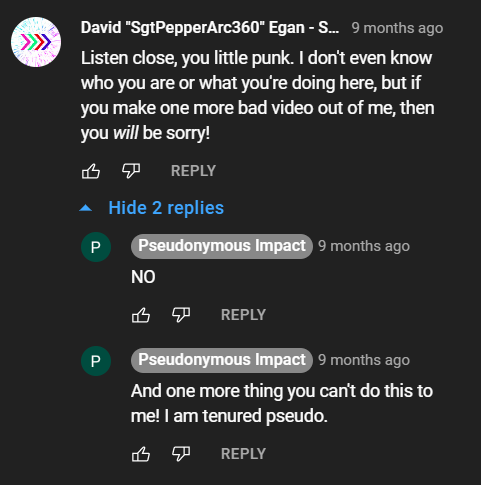 David "SgtPepperArc360" Egan - S... 9 months ago
Listen close, you little punk. I don't even know
who you are or what you're doing here, but if
you make one more bad video out of me, then
you will be sorry!
REPLY
Hide 2 replies
P Pseudonymous Impact 9 months ago
NO
REPLY
P Pseudonymous Impact 9 months ago
And one more thing you can't do this to
me! I am tenured pseudo.
REPLY